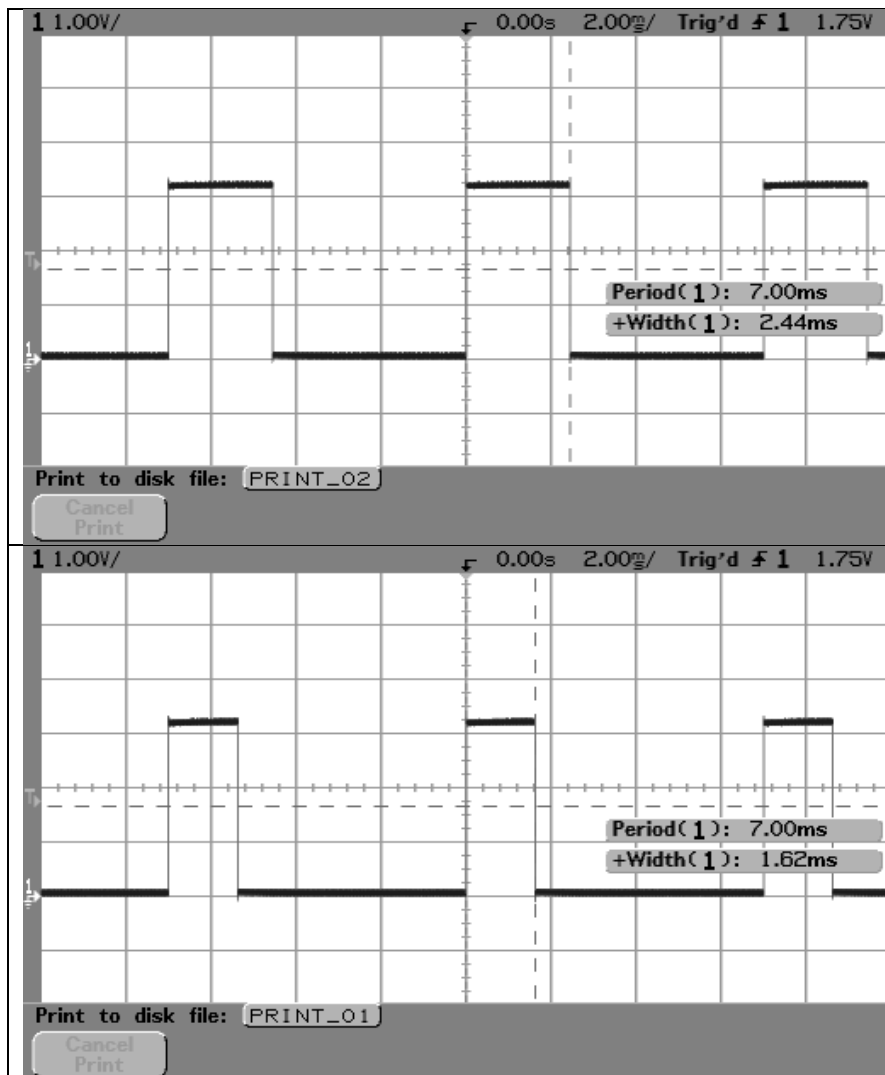 1 1.00V/ 0.00s 2.00ms/ Trig'd 1 1.75V
T
Period(1): 7.00ms
+Width(1): 2.44ms
1
Print to disk file: PRINT_02
Cancel
Print
1 1.00V/ 0.00s 2.00ms/ Trig'd 1 1.75V
T
Period(1): 7.00ms
+Width(1): 1.62ms
1
Print to disk file: PRINT_01
Cancel
Print